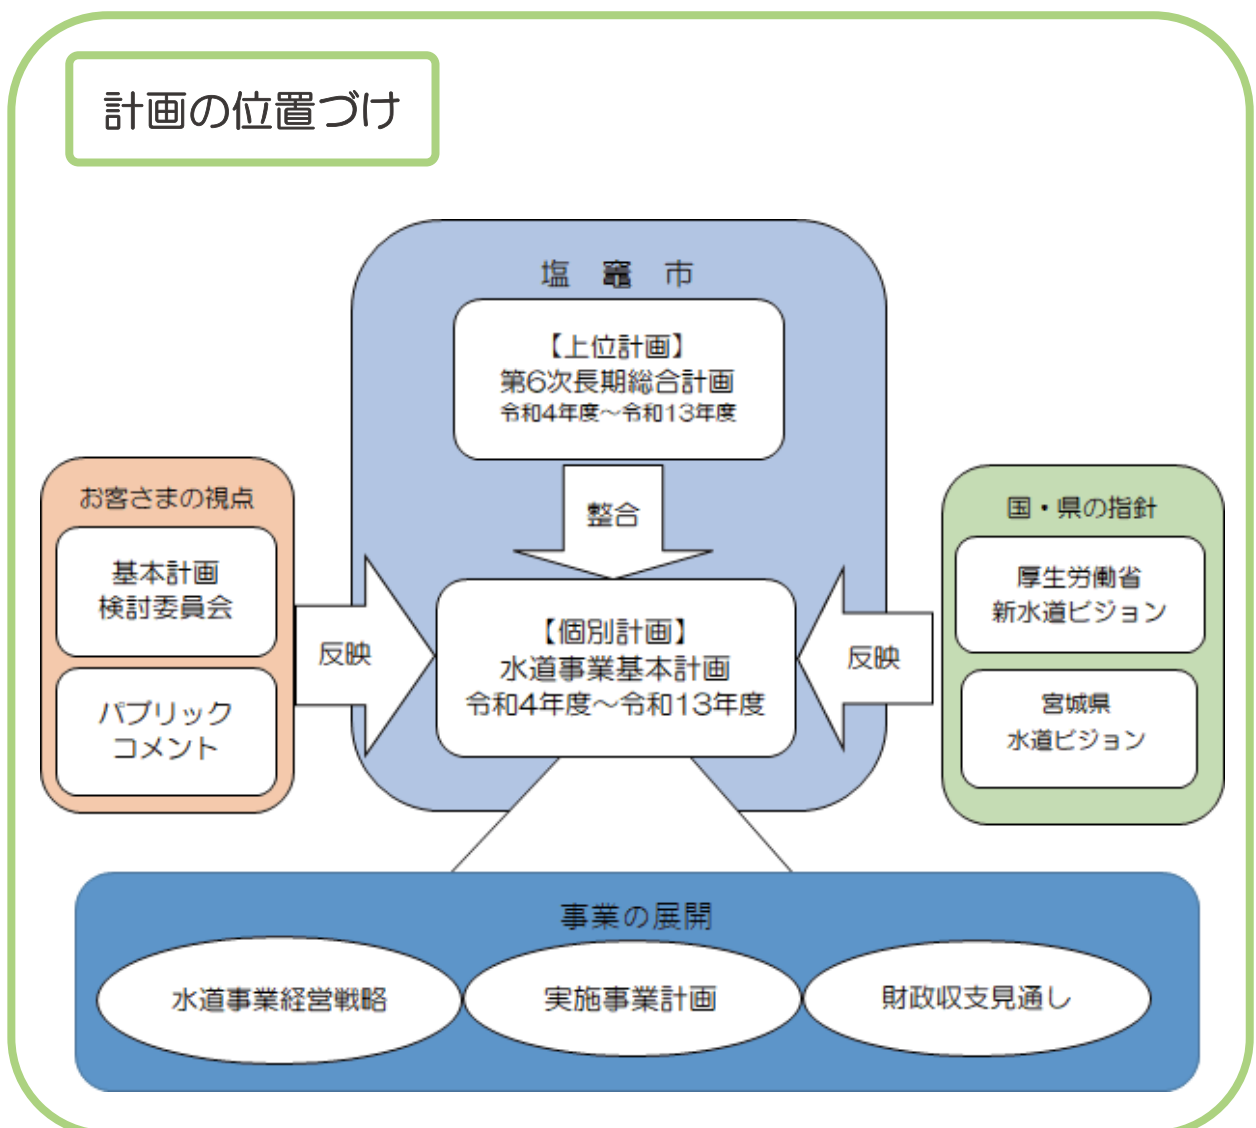 計画の位置づけ
塩竈市
【上位計画】
第6次長期総合計画
令和4年度～令和13年度
整合
お客さまの視点
基本計画
検討委員会
パブリック
コメント
反映
【個別計画】
水道事業基本計画
令和4年度～令和13年度
反映
国・県の指針
厚生労働省
新水道ビジョン
宮城県
水道ビジョン
事業の展開
水道事業経営戦略
実施事業計画
財政収支見通し